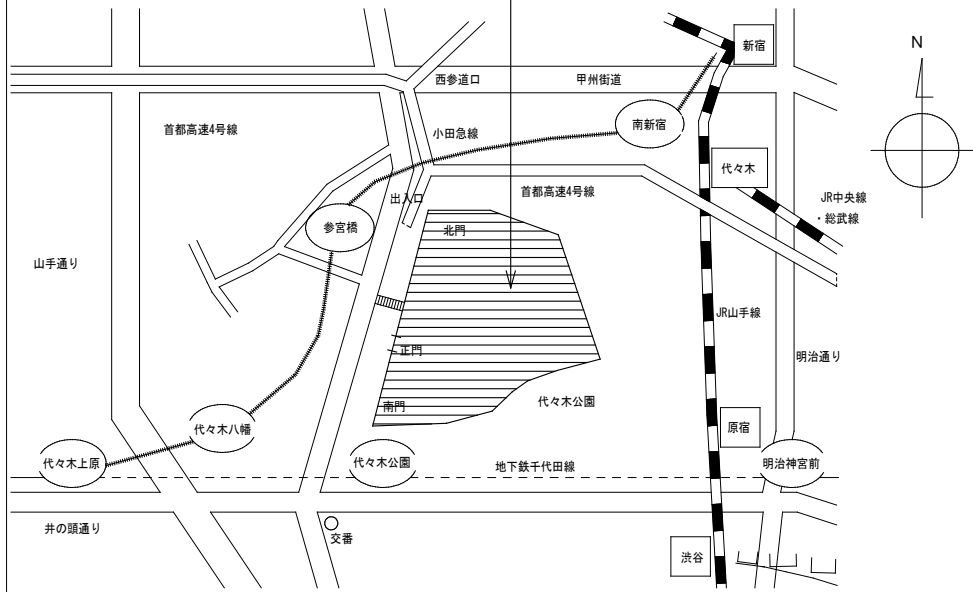 新宿
N
西参道口
甲州街道
首都高速4号線
小田急線
南新宿
代々木
出入口
首都高速4号線
JR中央線
・総武線
参宮橋
北門
山手通り
JR山手線
正門
明治通り
代々木公園
南門
代々木八幡
原宿
代々木上原
代々木公園
地下鉄千代田線
明治神宮前
井の頭通り
交番
渋谷